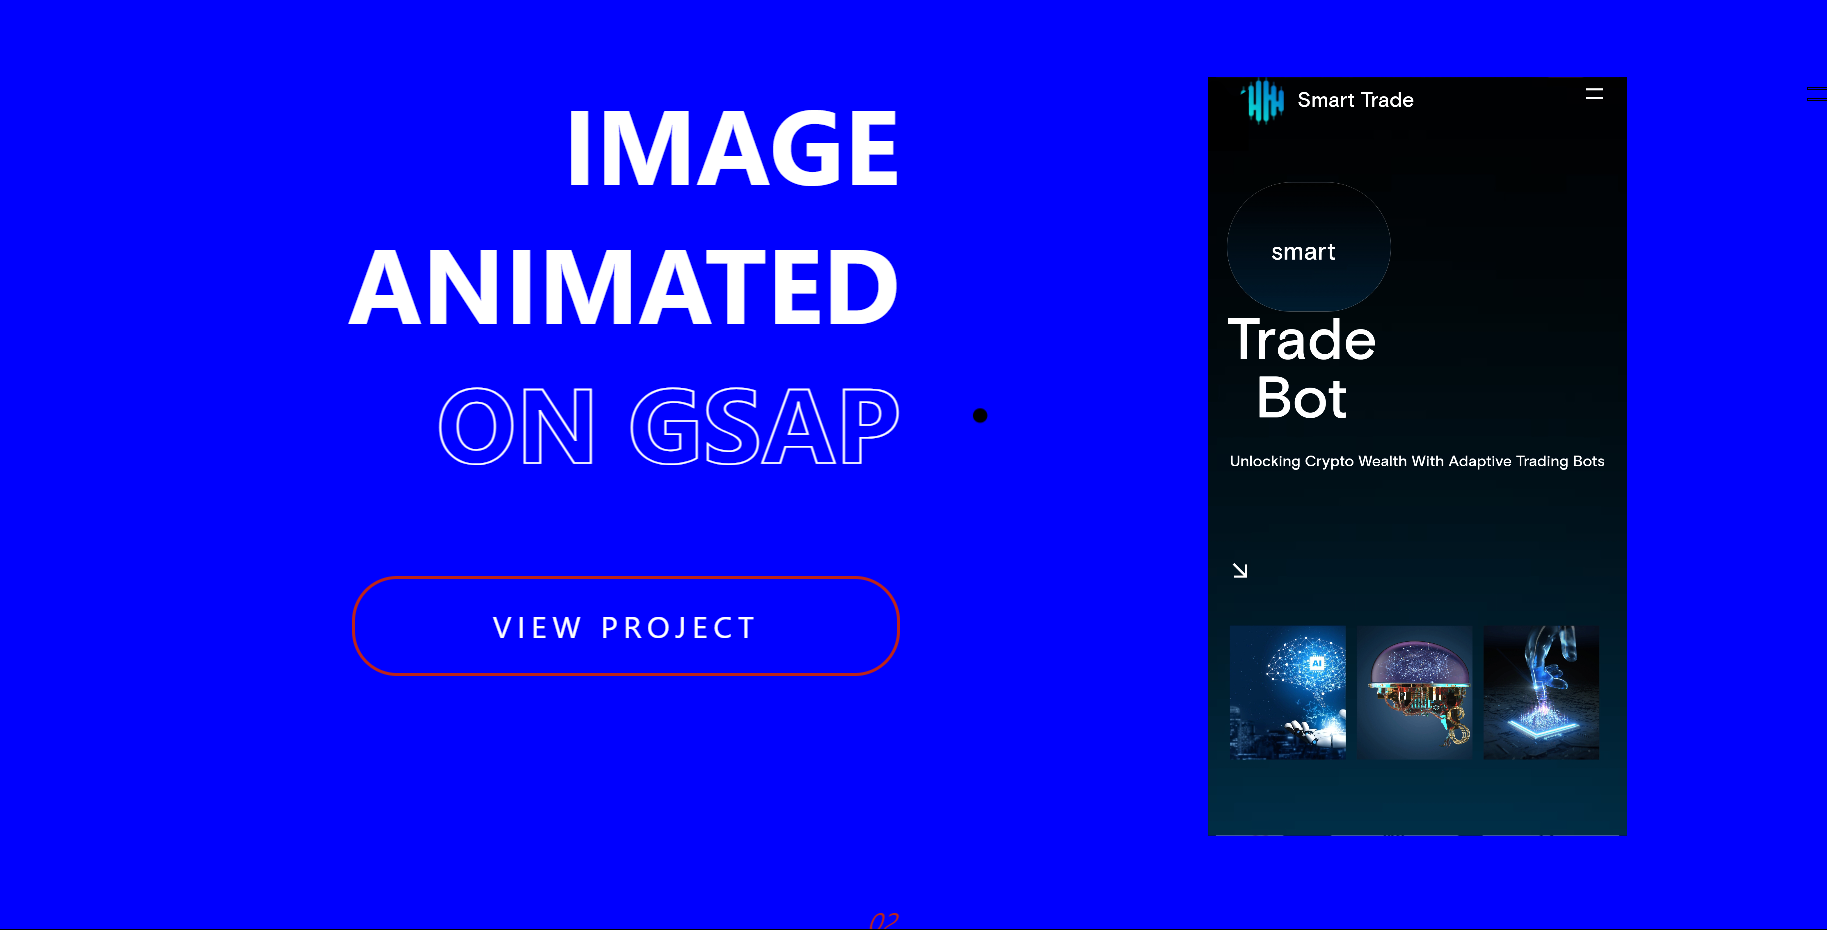 IMAGE
ANIMATED
ON GSAP
VIEW PROJECT
02
Smart Trade
smart
Trade
Bot
Unlocking Crypto Wealth With Adaptive Trading Bots
AI